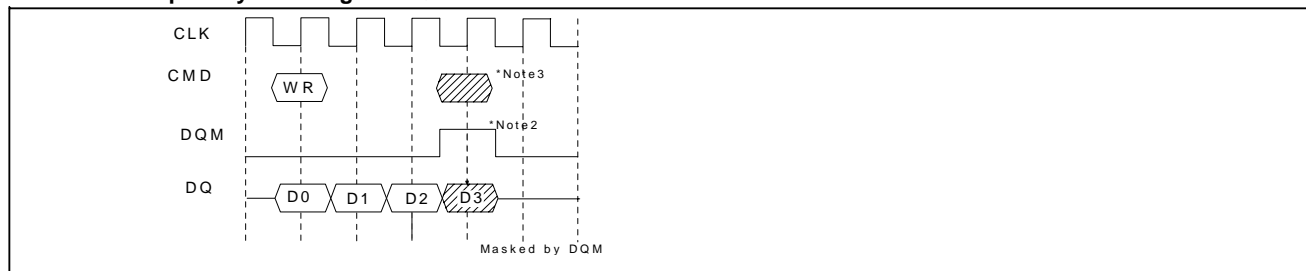 CLK
CMD
WR
*Note3
DQM
*Note2
DQ
D0 D1 D2 D3
Masked by DQM